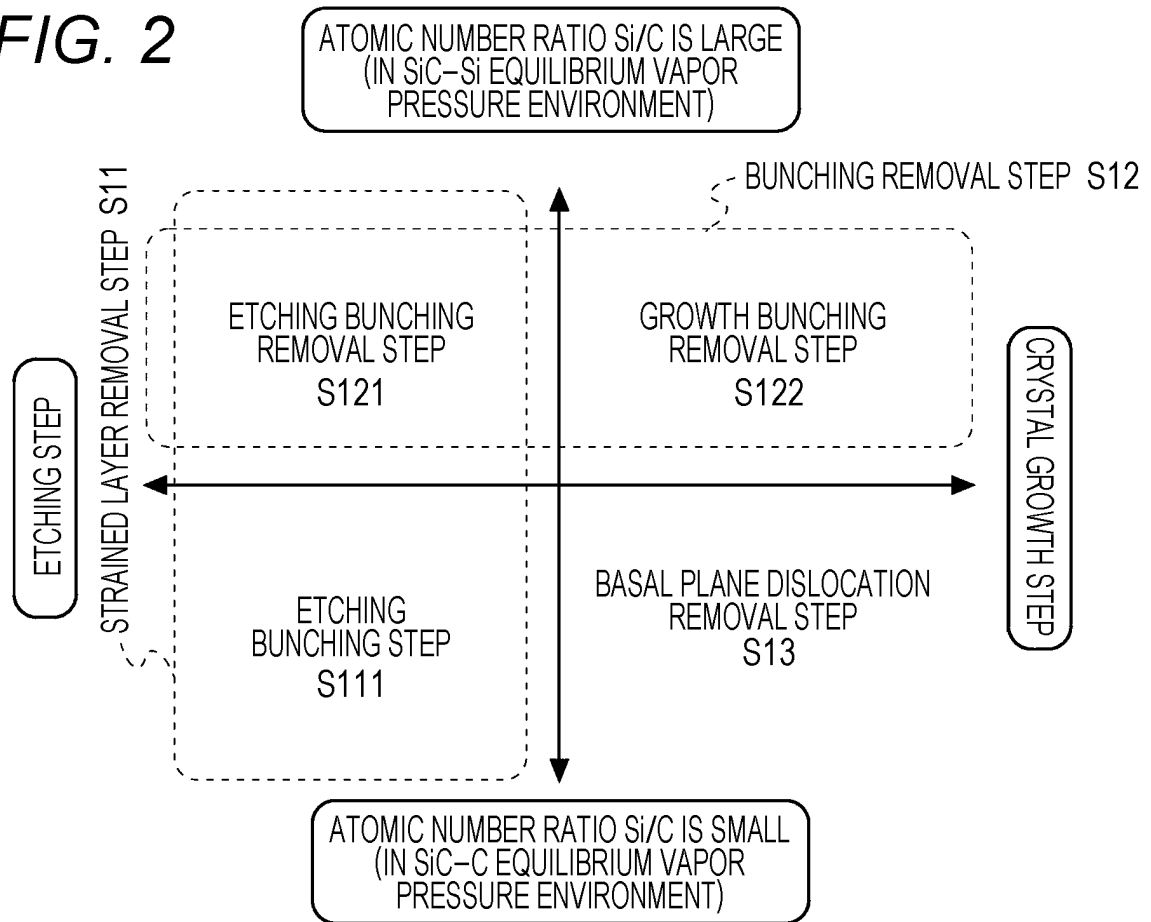 FIG. 2
ATOMIC NUMBER RATIO Si/C IS LARGE
(IN SiC-Si EQUILIBRIUM VAPOR
PRESSURE ENVIRONMENT)
BUNCHING REMOVAL STEP S12
STRAINED LAYER REMOVAL STEP S11
ETCHING BUNCHING
REMOVAL STEP
S121
GROWTH BUNCHING
REMOVAL STEP
S122
ETCHING STEP
CRYSTAL GROWTH STEP
ETCHING
BUNCHING STEP
S111
BASAL PLANE DISLOCATION
REMOVAL STEP
S13
ATOMIC NUMBER RATIO Si/C IS SMALL
(IN SiC-C EQUILIBRIUM VAPOR
PRESSURE ENVIRONMENT)